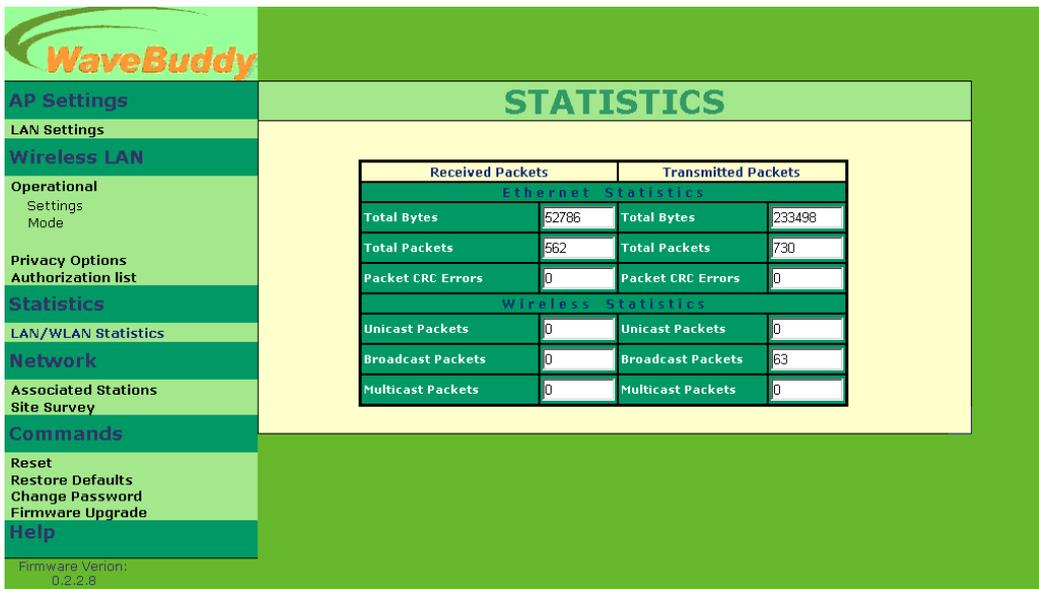 WaveBuddy
AP Settings
LAN Settings
Wireless LAN
Operational
Settings
Mode
Privacy Options
Authorization list
Statistics
LAN/WLAN Statistics
Network
Associated Stations
Site Survey
Commands
Reset
Restore Defaults
Change Password
Firmware Upgrade
Help
Firmware Verion:
0.2.2.8
STATISTICS
Received Packets Transmitted Packets
Ethernet Statistics
Total Bytes 52786 Total Bytes 233498
Total Packets 562 Total Packets 730
Packet CRC Errors 0 Packet CRC Errors 0
Wireless Statistics
Unicast Packets 0 Unicast Packets 0
Broadcast Packets 0 Broadcast Packets 63
Multicast Packets 0 Multicast Packets 0